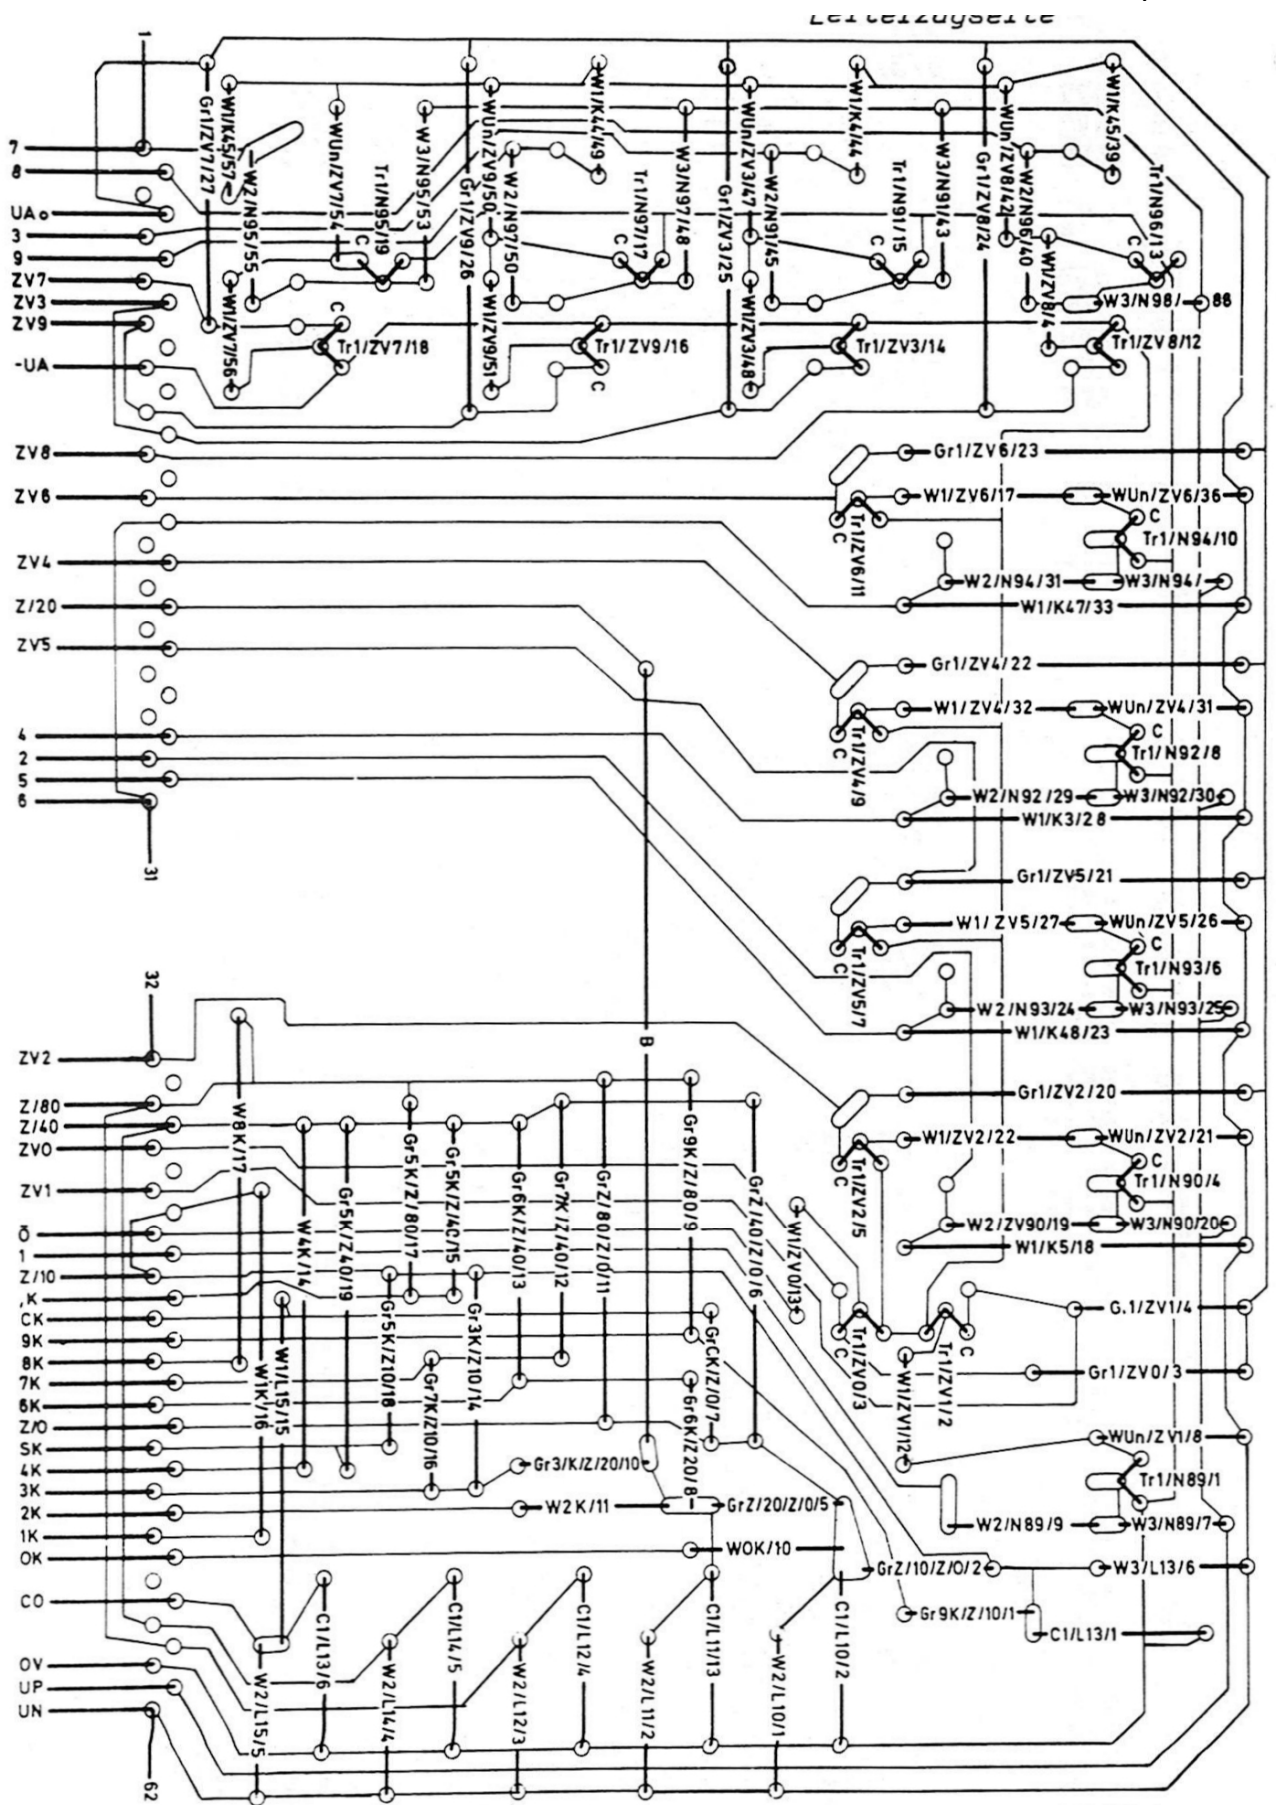 Leiterzugseite
1
7
8
UA
3
9
ZV7
ZV3
ZV9
-UA
ZV8
ZV6
ZV4
Z/20
ZV5
4
2
5
6
31
32
ZV2
Z/80
Z/40
ZV0
ZV1
0
1
Z/10
,K
CK
9K
8K
7K
6K
Z/0
5K
4K
3K
2K
1K
0K
C0
0V
UP
UN
62
Gr1/ZV7/27
W1/K45/57
W2/N95/55
WUn/ZV7/54
Tr1/N95/19
C
W3/N95/53
Gr1/ZV9/26
WUn/ZV9/50
W2/N97/50
W1/K44/49
Tr1/N97/17
C
W3/N97/48
Gr1/ZV3/25
WUn/ZV3/47
W2/N91/45
W1/K44/44
Tr1/N91/15
C
W3/N91/43
Gr1/ZV8/24
WUn/ZV8/42
W2/N96/40
W1/ZV8/4
W1/K45/39
Tr1/N96/13
C
W3/N98/
88
W1/ZV7/56
C
Tr1/ZV7/18
W1/ZV9/51
Tr1/ZV9/16
C
W1/ZV3/48
Tr1/ZV3/14
Tr1/ZV8/12
Gr1/ZV6/23
W1/ZV6/17
WUn/ZV6/36
C
Tr1/ZV6/11
C
Tr1/N94/10
W2/N94/31
W3/N94/
W1/K47/33
Gr1/ZV4/22
W1/ZV4/32
WUn/ZV4/31
C
Tr1/ZV4/9
C
Tr1/N92/8
W2/N92/29
W3/N92/30
W1/K3/28
Gr1/ZV5/21
W1/ZV5/27
WUn/ZV5/26
C
Tr1/ZV5/7
C
Tr1/N93/6
W2/N93/24
W3/N93/25
W1/K48/23
B
Gr1/ZV2/20
W1/ZV2/22
WUn/ZV2/21
C
Tr1/ZV2/5
C
Tr1/N90/4
W2/ZV90/19
W3/N90/20
W1/K5/18
W8K/17
W1K/16
W1/L15/15
W4K/14
Gr5K/Z40/19
Gr5K/Z10/18
Gr5K/Z/80/17
Gr7K/Z10/16
Gr5K/Z/40/15
Gr3K/Z10/14
Gr6K/Z/40/13
Gr7K/Z/40/12
GrZ/80/Z/0/11
Gr9K/Z/80/9
GrCK/Z/0/7
Gr6K/Z20/8
GrZ/40/Z/0/6
W1/ZV0/13
C
Tr1/ZV0/3
W1/ZV1/12
Tr1/ZV1/2
C
G.1/ZV1/4
Gr1/ZV0/3
WUn/ZV1/8
Tr1/N89/1
Gr3/K/Z/20/10
W2K/11
GrZ/20/Z/0/5
W2/N89/9
W3/N89/7
W0K/10
GrZ/10/Z/0/2
W3/L13/6
Gr9K/Z/10/1
C1/L13/1
W2/L15/5
C1/L13/6
W2/L14/4
C1/L14/5
W2/L12/3
C1/L12/4
W2/L11/2
C1/L11/13
W2/L10/1
C1/L10/2